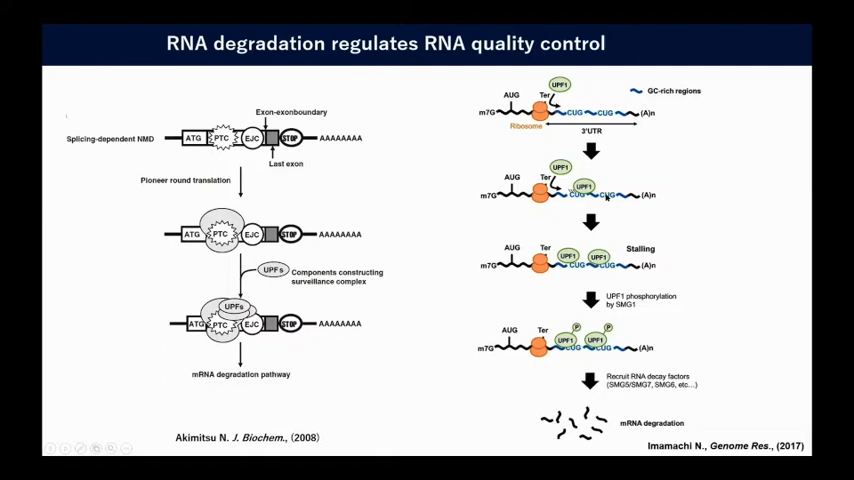 RNA degradation regulates RNA quality control
Exon-exonboundary
Splicing-dependent NMD
ATG
PTC
EJC
STOP
AAAAAAAA
Last exon
Pioneer round translation
ATG
PTC
EJC
STOP
AAAAAAAA
UPFs
Components constructing
surveillance complex
UPFs
ATG
PTC
EJC
STOP
AAAAAAAA
mRNA degradation pathway
Akimitsu N. J. Biochem., (2008)
UPF1
GC-rich regions
AUG
Ter
m7G
CUG
CUG
(A)n
Ribosome
3'UTR
UPF1
AUG
Ter
UPF1
m7G
CUG
CUG
(A)n
AUG
Ter
UPF1
UPF1
Stalling
m7G
CUG
CUG
(A)n
UPF1 phosphorylation
by SMG1
P
P
AUG
Ter
UPF1
UPF1
m7G
CUG
CUG
(A)n
Recruit RNA decay factors
(SMG5/SMG7, SMG6, etc...)
mRNA degradation
Imamachi N., Genome Res., (2017)